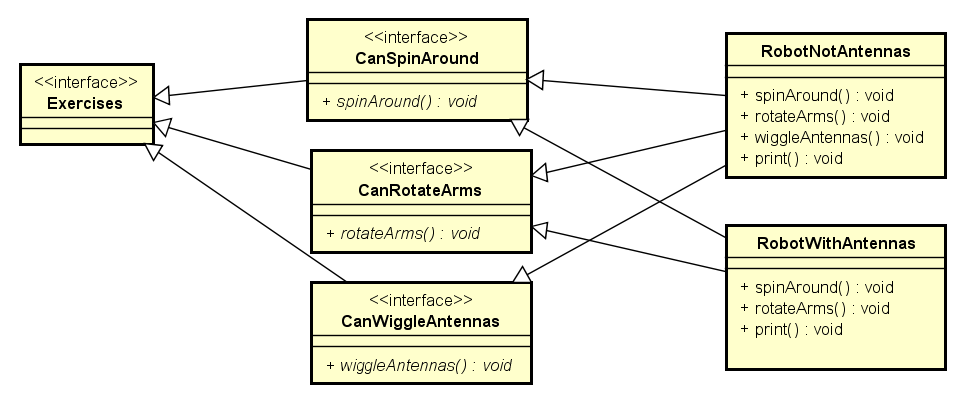 <<interface>>
Exercises
<<interface>>
CanSpinAround
+ spinAround() : void
<<interface>>
CanRotateArms
+ rotateArms() : void
<<interface>>
CanWiggleAntennas
+ wiggleAntennas() : void
RobotNotAntennas
+ spinAround() : void
+ rotateArms() : void
+ wiggleAntennas() : void
+ print() : void
RobotWithAntennas
+ spinAround() : void
+ rotateArms() : void
+ print() : void